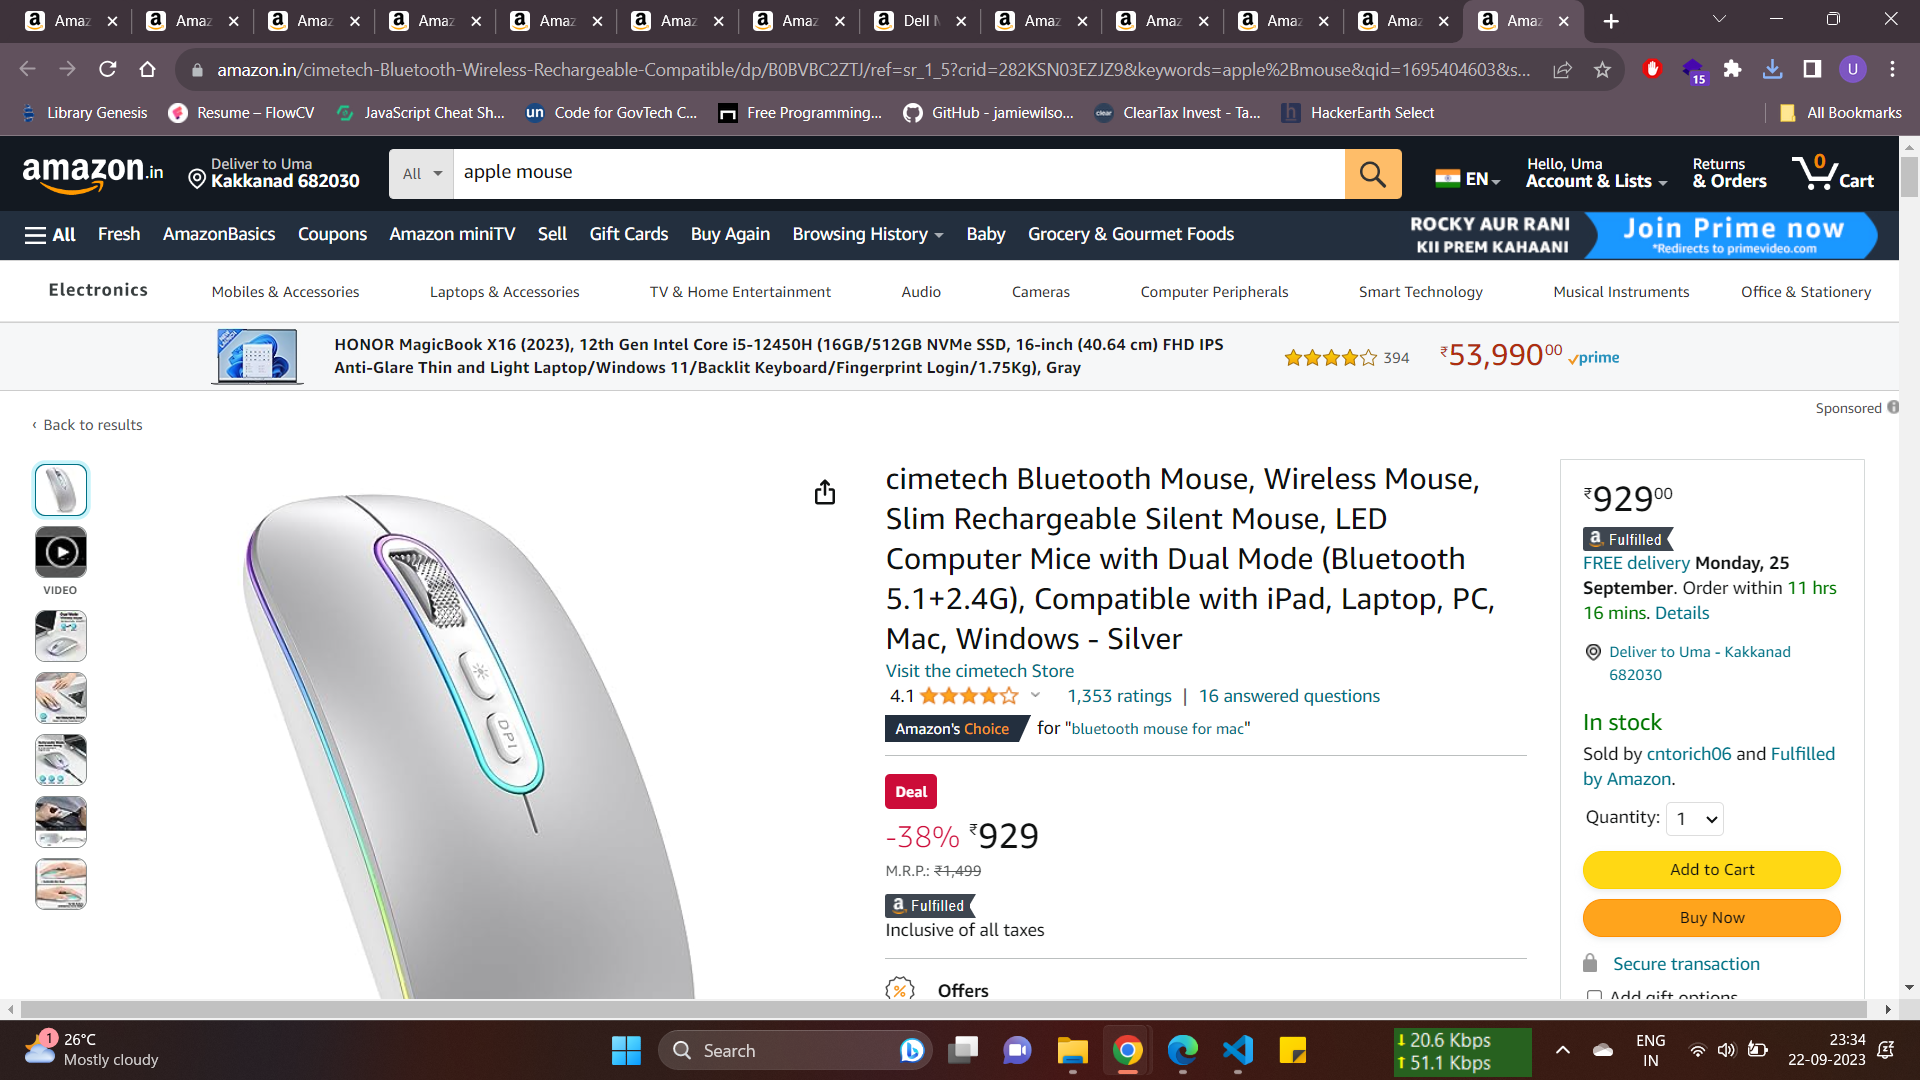 Amaz
Amaz
Amaz
Amaz
Amaz
Amaz
Amaz
Dell
Amaz
Amaz
Amaz
Amaz
Amaz
amazon.in/cimetech-Bluetooth-Wireless-Rechargeable-Compatible/dp/B0BVBC2ZTJ/ref=sr_1_5?crid=282KSN03EZJZ9&keywords=apple%2Bmouse&qid=1695404603&s...
15
U
Library Genesis
Resume – FlowCV
JavaScript Cheat Sh...
un Code for GovTech C...
Free Programming...
GitHub - jamiewilso...
clear ClearTax Invest - Ta...
h HackerEarth Select
All Bookmarks
amazon.in
Deliver to Uma
Kakkanad 682030
All
apple mouse
EN
Hello, Uma
Account & Lists
Returns
& Orders
0
Cart
All
Fresh
AmazonBasics
Coupons
Amazon miniTV
Sell
Gift Cards
Buy Again
Browsing History
Baby
Grocery & Gourmet Foods
ROCKY AUR RANI
KII PREM KAHAANI
Join Prime now
*Redirects to primevideo.com
Electronics
Mobiles & Accessories
Laptops & Accessories
TV & Home Entertainment
Audio
Cameras
Computer Peripherals
Smart Technology
Musical Instruments
Office & Stationery
HONOR MagicBook X16 (2023), 12th Gen Intel Core i5-12450H (16GB/512GB NVMe SSD, 16-inch (40.64 cm) FHD IPS
Anti-Glare Thin and Light Laptop/Windows 11/Backlit Keyboard/Fingerprint Login/1.75Kg), Gray
394
₹53,99000
prime
Sponsored
‹ Back to results
VIDEO
DPI
cimetech Bluetooth Mouse, Wireless Mouse,
Slim Rechargeable Silent Mouse, LED
Computer Mice with Dual Mode (Bluetooth
5.1+2.4G), Compatible with iPad, Laptop, PC,
Mac, Windows - Silver
Visit the cimetech Store
4.1
1,353 ratings | 16 answered questions
Amazon's Choice for "bluetooth mouse for mac"
Deal
-38% ₹929
M.R.P.: ₹1,499
a Fulfilled
Inclusive of all taxes
Offers
₹92900
a Fulfilled
FREE delivery Monday, 25
September. Order within 11 hrs
16 mins. Details
Deliver to Uma - Kakkanad
682030
In stock
Sold by cntorich06 and Fulfilled
by Amazon.
Quantity: 1
Add to Cart
Buy Now
Secure transaction
Add gift options
1
26°C
Mostly cloudy
Search
20.6 Kbps
51.1 Kbps
ENG
IN
23:34
22-09-2023